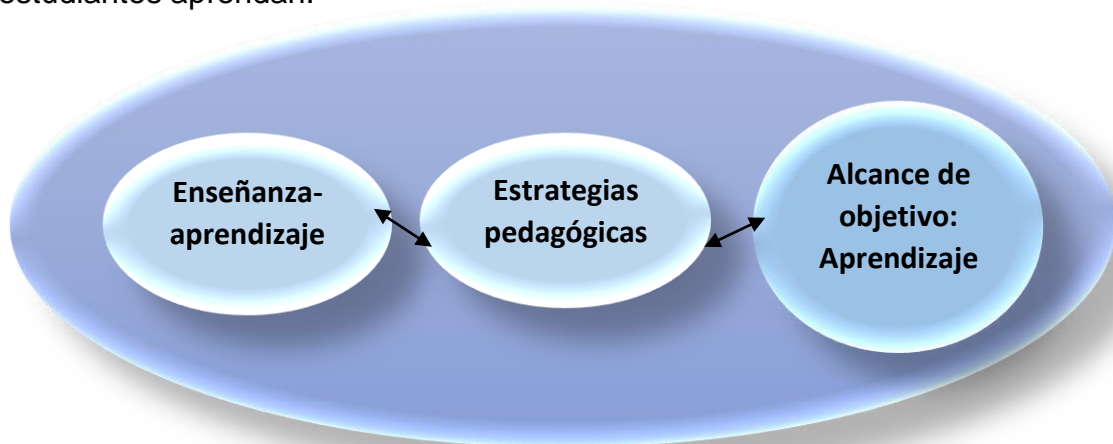 estudiantes aprendan.
Enseñanza-
aprendizaje
Estrategias
pedagógicas
Alcance de
objetivo:
Aprendizaje